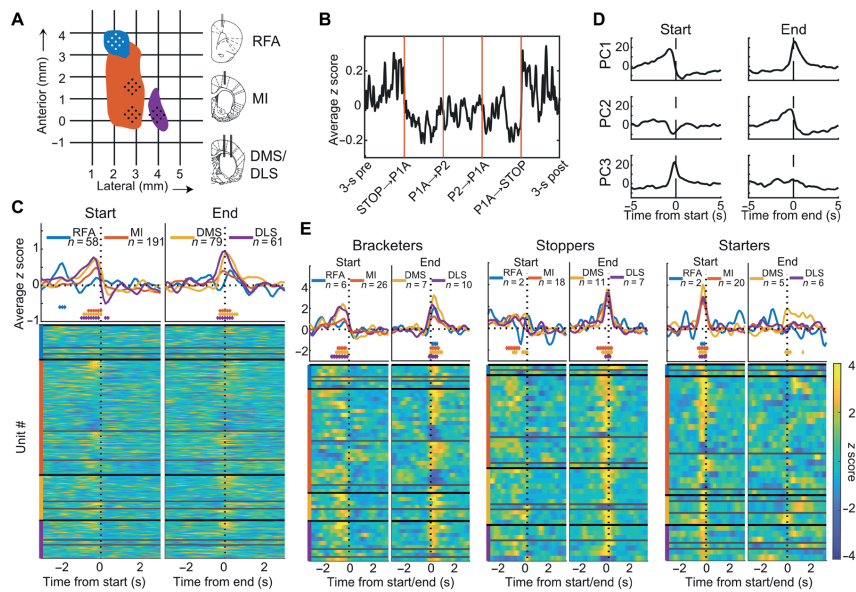 A
Anterior (mm)
4
3
2
1
0
−1
1 2 3 4 5
Lateral (mm)
RFA
MI
DMS/
DLS
B
Average z score
0.2
0
−0.2
3-s pre
STOP→P1A
P1A→P2
P2→P1A
P1A→STOP
3-s post
D
Start End
PC1
20
0
PC2
20
0
PC3
20
0
−5 0 5 −5 0 5
Time from start (s) Time from end (s)
C
Start End
RFA MI DMS DLS
n = 58 n = 191 n = 79 n = 61
Average z score
1
0
−1
Unit #
−2 0 2 −2 0 2
Time from start (s) Time from end (s)
E
Bracketers
Start End
RFA MI DMS DLS
n = 6 n = 26 n = 7 n = 10
4
2
0
−2
−2 0 2 −2 0 2
Time from start/end (s)
Stoppers
Start End
RFA MI DMS DLS
n = 2 n = 18 n = 11 n = 7
−2 0 2 −2 0 2
Time from start/end (s)
Starters
Start End
RFA MI DMS DLS
n = 2 n = 20 n = 5 n = 6
−2 0 2 −2 0 2
Time from start/end (s)
4
2
0
−2
−4
z score